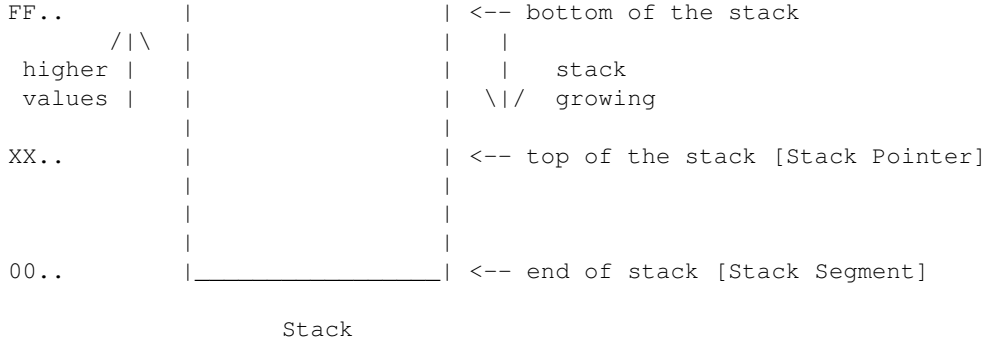 FF.. | | <-- bottom of the stack
/|\ | | |
higher | | | | stack
values | | | \|/ growing
| |
XX.. | | <-- top of the stack [Stack Pointer]
| |
| |
| |
00.. |_________________| <-- end of stack [Stack Segment]
Stack